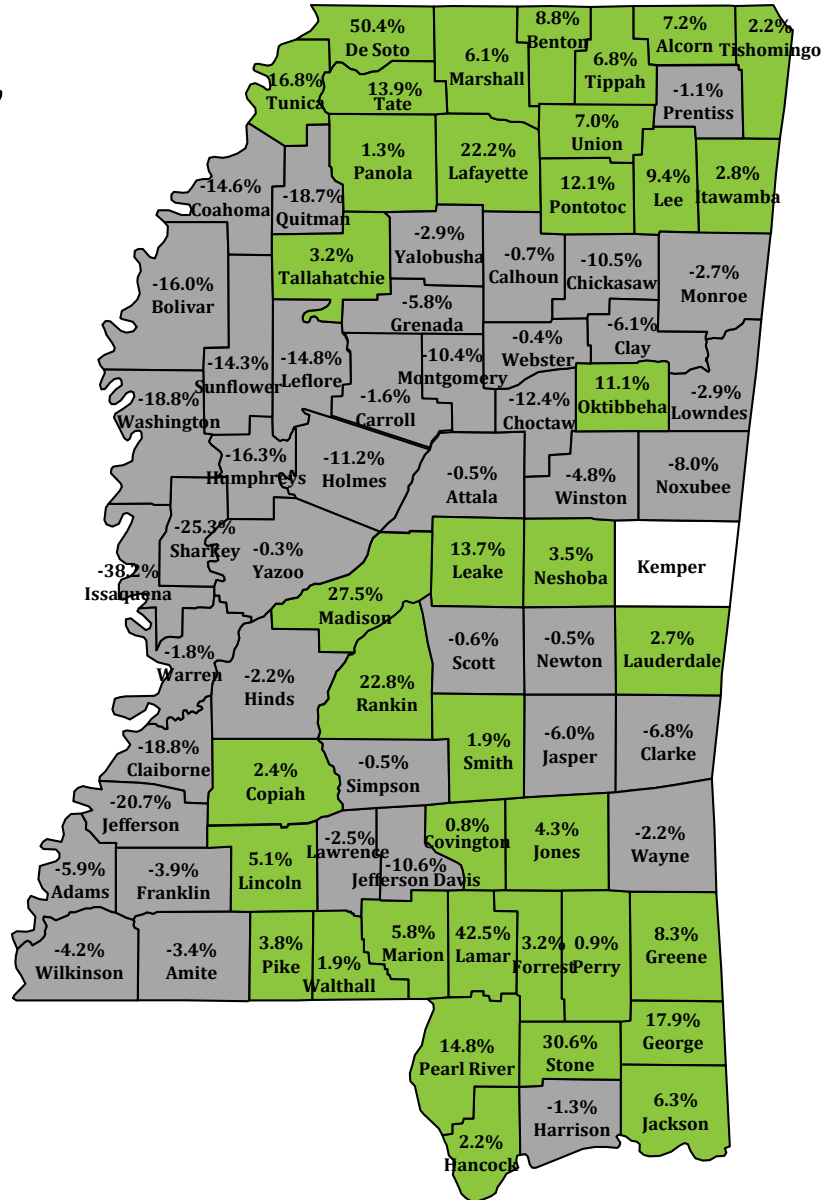 50.4%
De Soto
6.1%
Marshall
8.8%
Benton
6.8%
Tippah
7.2%
Alcorn
2.2%
Tishomingo
16.8%
Tunica
13.9%
Tate
-1.1%
Prentiss
7.0%
Union
1.3%
Panola
22.2%
Lafayette
12.1%
Pontotoc
9.4%
Lee
2.8%
Itawamba
-14.6%
Coahoma
-18.7%
Quitman
3.2%
Tallahatchie
-2.9%
Yalobusha
-0.7%
Calhoun
-10.5%
Chickasaw
-2.7%
Monroe
-16.0%
Bolivar
-5.8%
Grenada
-14.3%
Sunflower
-14.8%
Leflore
-10.4%
Montgomery
-0.4%
Webster
-6.1%
Clay
-18.8%
Washington
-1.6%
Carroll
-12.4%
Choctaw
11.1%
Oktibbeha
-2.9%
Lowndes
-16.3%
Humphreys
-11.2%
Holmes
-0.5%
Attala
-4.8%
Winston
-8.0%
Noxubee
-25.3%
Sharkey
-38.2%
Issaquena
-0.3%
Yazoo
13.7%
Leake
3.5%
Neshoba
Kemper
27.5%
Madison
-1.8%
Warren
-2.2%
Hinds
22.8%
Rankin
-0.6%
Scott
-0.5%
Newton
2.7%
Lauderdale
-18.8%
Claiborne
2.4%
Copiah
-0.5%
Simpson
1.9%
Smith
-6.0%
Jasper
-6.8%
Clarke
-20.7%
Jefferson
-5.9%
Adams
-3.9%
Franklin
5.1%
Lincoln
-2.5%
Lawrence
-10.6%
Jefferson Davis
0.8%
Covington
4.3%
Jones
-2.2%
Wayne
-4.2%
Wilkinson
-3.4%
Amite
3.8%
Pike
1.9%
Walthall
5.8%
Marion
42.5%
Lamar
3.2%
Forrest
0.9%
Perry
8.3%
Greene
14.8%
Pearl River
30.6%
Stone
17.9%
George
2.2%
Hancock
-1.3%
Harrison
6.3%
Jackson